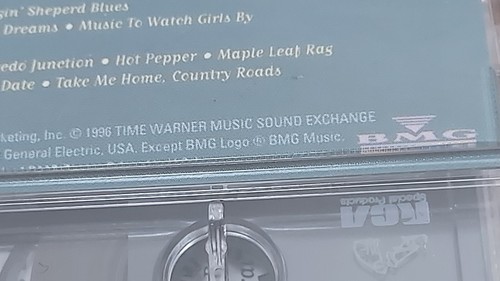 gin' Sheperd Blues
Dreams • Music To Watch Girls By
edo Junction • Hot Pepper • Maple Leaf Rag
Date • Take Me Home, Country Roads
keting, Inc. © 1996 TIME WARNER MUSIC SOUND EXCHANGE
General Electric, USA. Except BMG Logo ® BMG Music.
BMG
RCA
Special Products